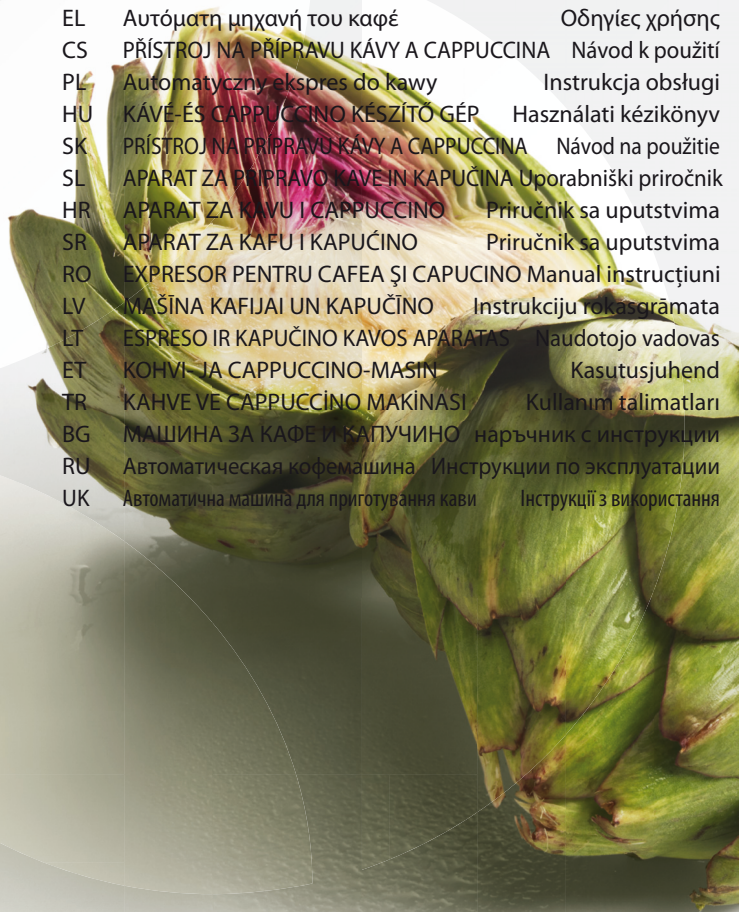 EL Αυτόματη μηχανή του καφέ Οδηγίες χρήσης
CS PŘÍSTROJ NA PŘÍPRAVU KÁVY A CAPPUCCINA Návod k použití
PL Automatyczny ekspres do kawy Instrukcja obsługi
HU KÁVÉ-ÉS CAPPUCCINO KÉSZÍTŐ GÉP Használati kézikönyv
SK PRÍSTROJ NA PRÍPRAVU KÁVY A CAPPUCCINA Návod na použitie
SL APARAT ZA PRIPRAVO KAVE IN KAPUČINA Uporabniški priročnik
HR APARAT ZA KAVU I CAPPUCCINO Priručnik sa uputstvima
SR APARAT ZA KAFU I KAPUĆINO Priručnik sa uputstvima
RO EXPRESOR PENTRU CAFEA ŞI CAPUCINO Manual instrucţiuni
LV MAŠĪNA KAFIJAI UN KAPUČĪNO Instrukciju rokasgrāmata
LT ESPRESO IR KAPUČINO KAVOS APARATAS Naudotojo vadovas
ET KOHVI- JA CAPPUCCINO-MASIN Kasutusjuhend
TR KAHVE VE CAPPUCCİNO MAKİNASI Kullanım talimatları
BG МАШИНА ЗА КАФЕ И КАПУЧИНО наръчник с инструкции
RU Автоматическая кофемашина Инструкции по эксплуатации
UK Автоматична машина для приготування кави Інструкції з використання